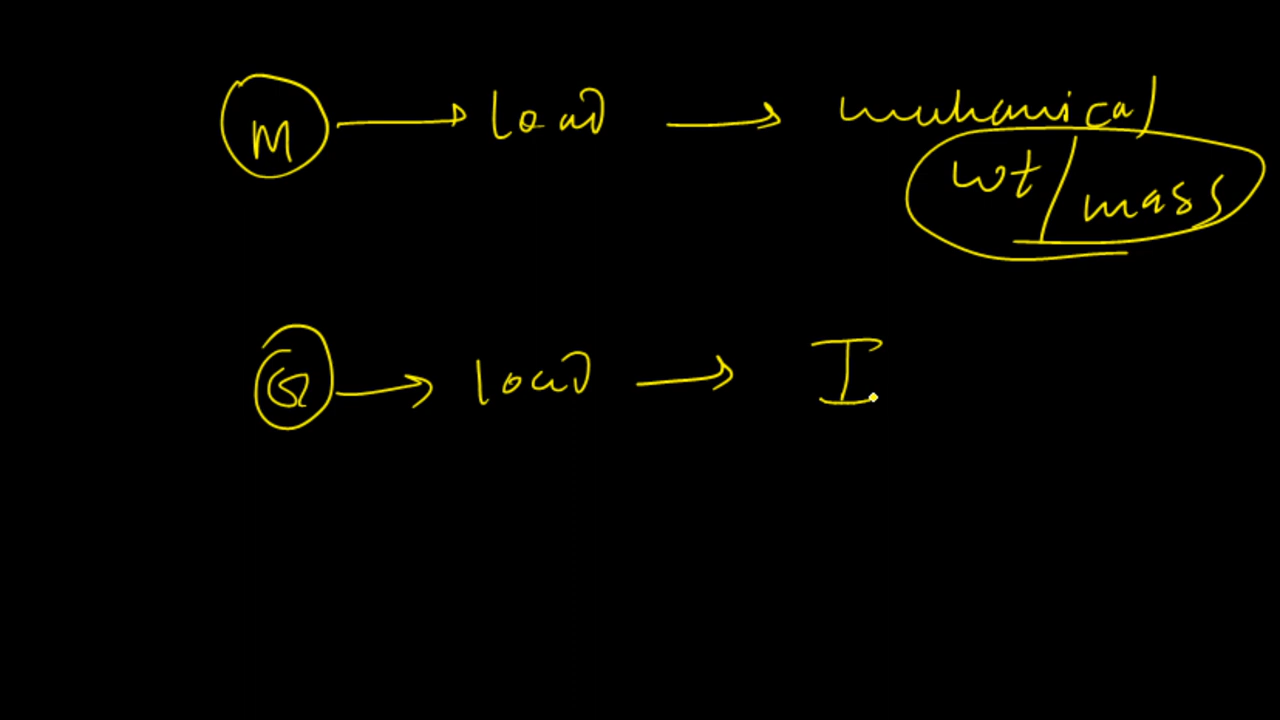 M → load → mechanical
wt/mass
G → load → I